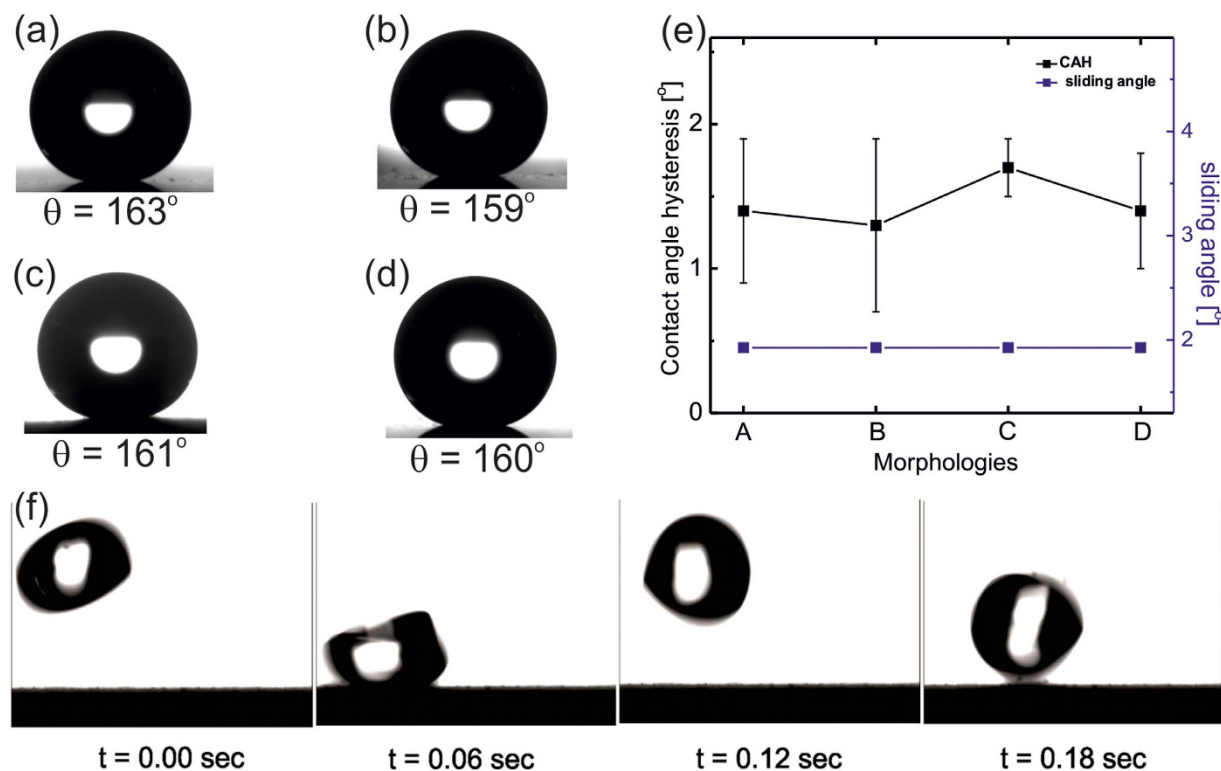 (a)
θ = 163°
(b)
θ = 159°
(c)
θ = 161°
(d)
θ = 160°
(e)
CAH
sliding angle
Contact angle hysteresis [°]
2
1
0
sliding angle [°]
4
3
2
A B C D
Morphologies
(f)
t = 0.00 sec
t = 0.06 sec
t = 0.12 sec
t = 0.18 sec